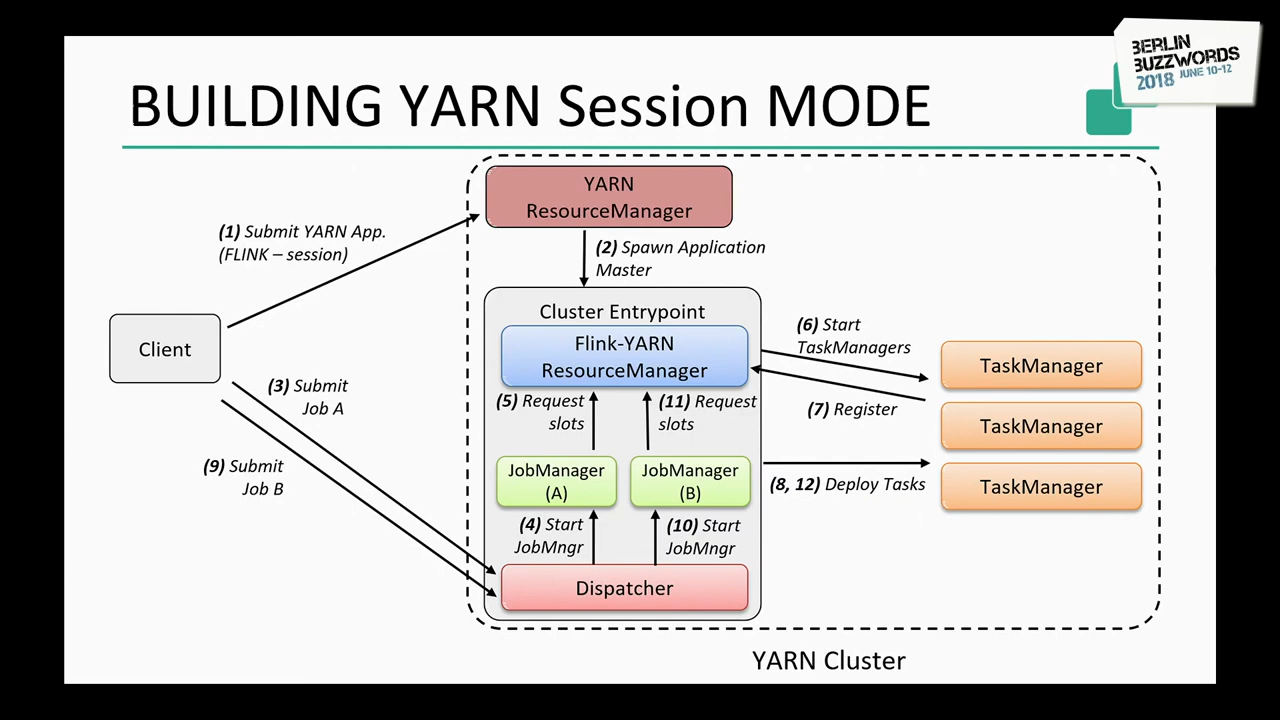 BERLIN
BUZZWORDS
2018 JUNE 10-12
BUILDING YARN Session MODE
YARN
ResourceManager
(1) Submit YARN App.
(FLINK – session)
(2) Spawn Application
Master
Cluster Entrypoint
Client
Flink-YARN
ResourceManager
(6) Start
TaskManagers
TaskManager
(3) Submit
Job A
(5) Request
slots
(11) Request
slots
(7) Register
TaskManager
(9) Submit
Job B
JobManager
(A)
JobManager
(B)
(8, 12) Deploy Tasks
TaskManager
(4) Start
JobMngr
(10) Start
JobMngr
Dispatcher
YARN Cluster